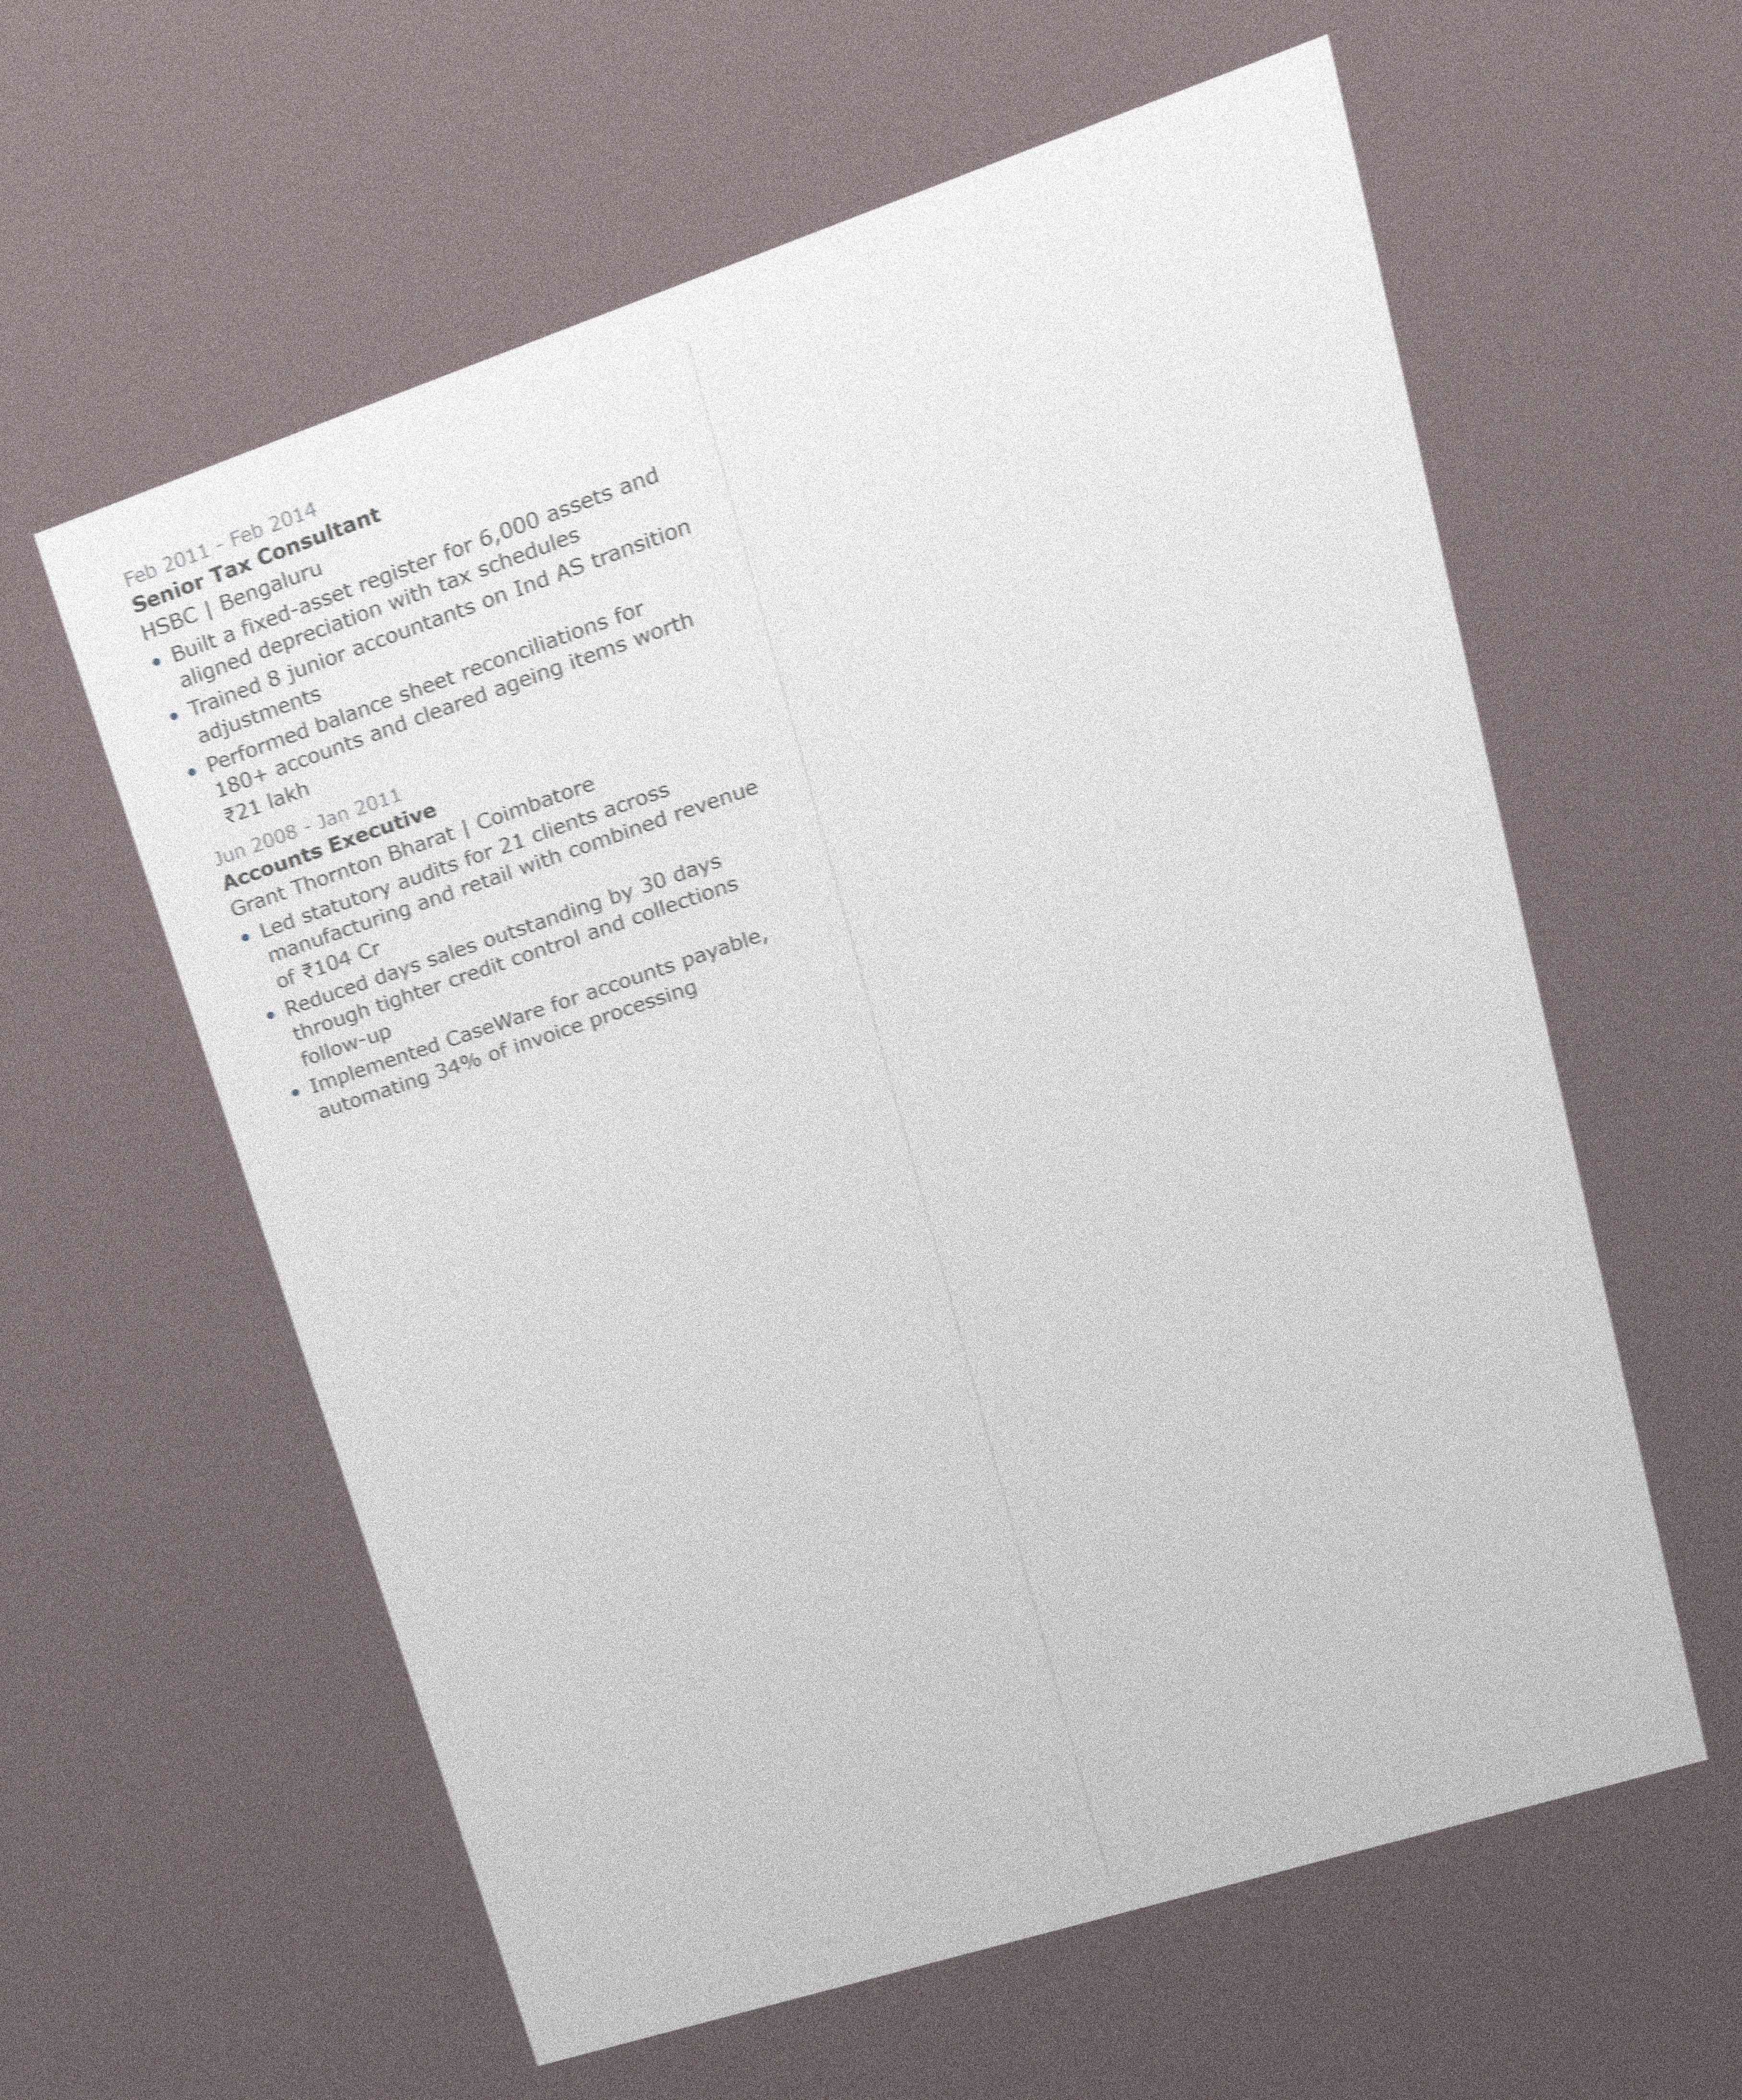 Feb 2011 - Feb 2014
Senior Tax Consultant
HSBC | Bengaluru
• Built a fixed-asset register for 6,000 assets and
aligned depreciation with tax schedules
• Trained 8 junior accountants on Ind AS transition
adjustments
• Performed balance sheet reconciliations for
180+ accounts and cleared ageing items worth
₹21 lakh
Jun 2008 - Jan 2011
Accounts Executive
Grant Thornton Bharat | Coimbatore
• Led statutory audits for 21 clients across
manufacturing and retail with combined revenue
of ₹104 Cr
• Reduced days sales outstanding by 30 days
through tighter credit control and collections
follow-up
• Implemented CaseWare for accounts payable,
automating 34% of invoice processing